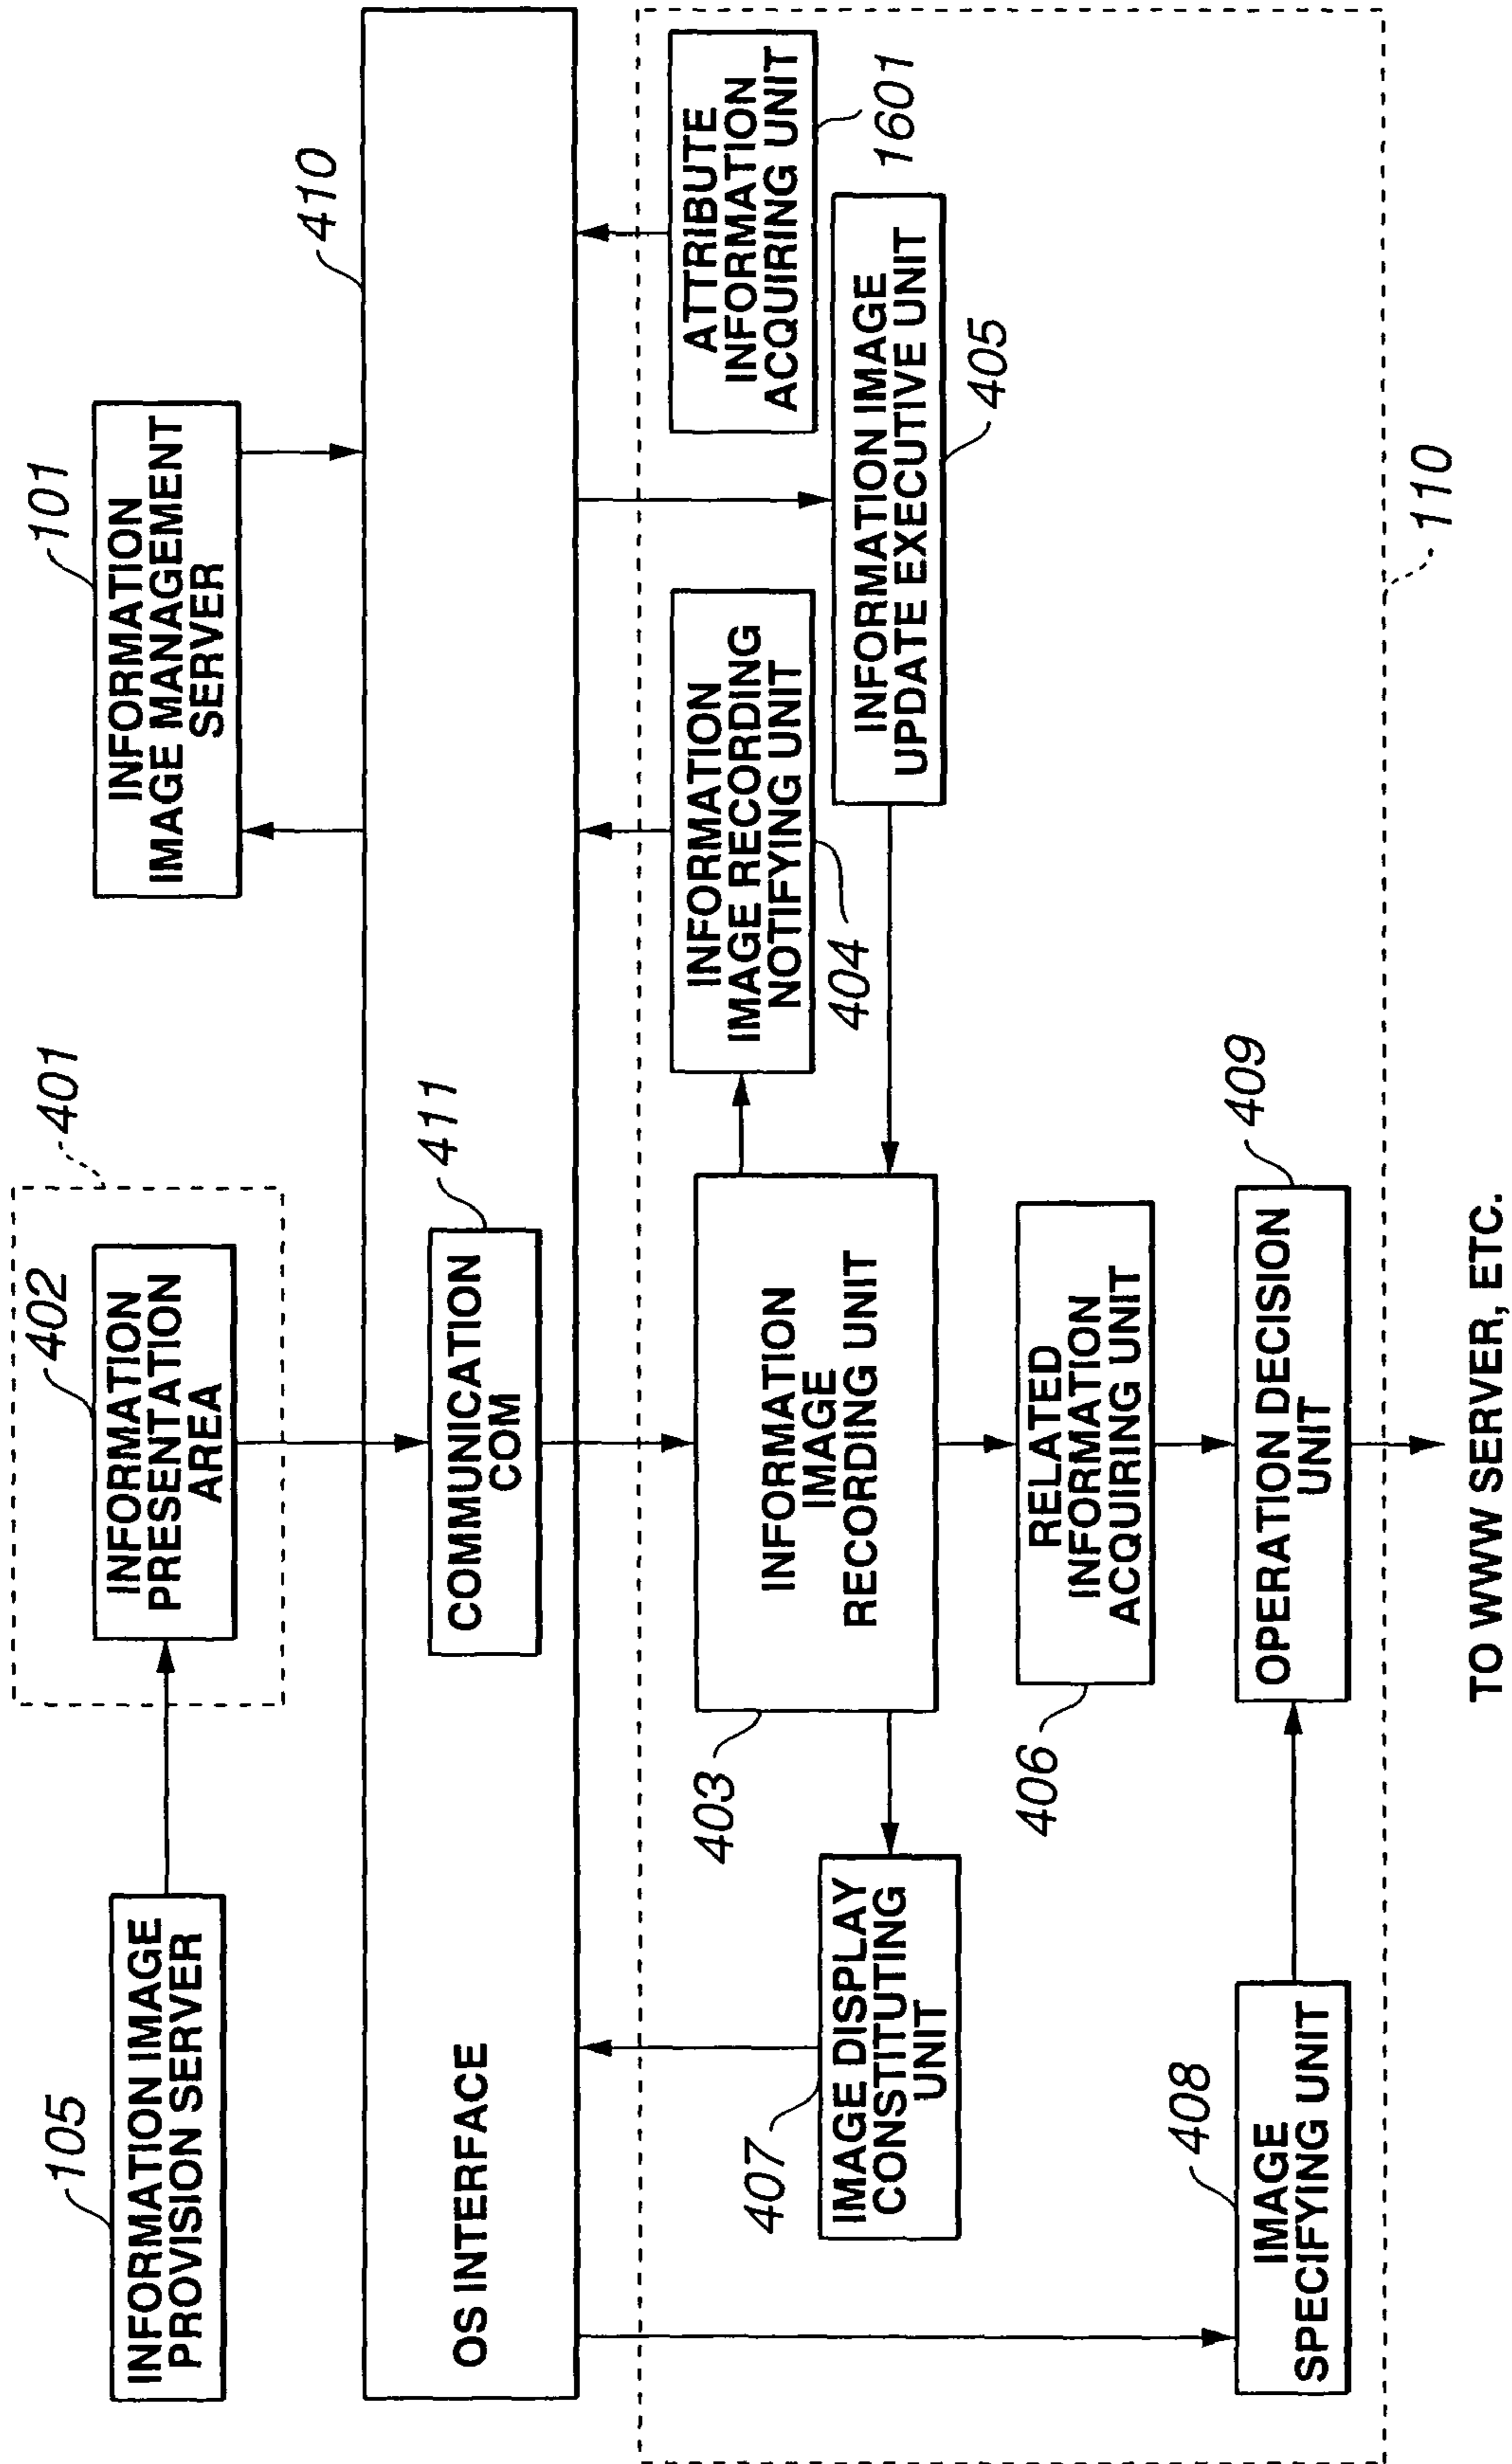 105
INFORMATION IMAGE
PROVISION SERVER
401
402
INFORMATION
PRESENTATION
AREA
101
INFORMATION
IMAGE MANAGEMENT
SERVER
410
OS INTERFACE
411
COMMUNICATION
COM
407
IMAGE DISPLAY
CONSTITUTING
UNIT
403
INFORMATION
IMAGE
RECORDING UNIT
INFORMATION
IMAGE RECORDING
NOTIFYING UNIT
404
ATTRIBUTE
INFORMATION
ACQUIRING UNIT
1601
INFORMATION IMAGE
UPDATE EXECUTIVE UNIT
405
406
RELATED
INFORMATION
ACQUIRING UNIT
408
IMAGE
SPECIFYING UNIT
409
OPERATION DECISION
UNIT
110
TO WWW SERVER, ETC.